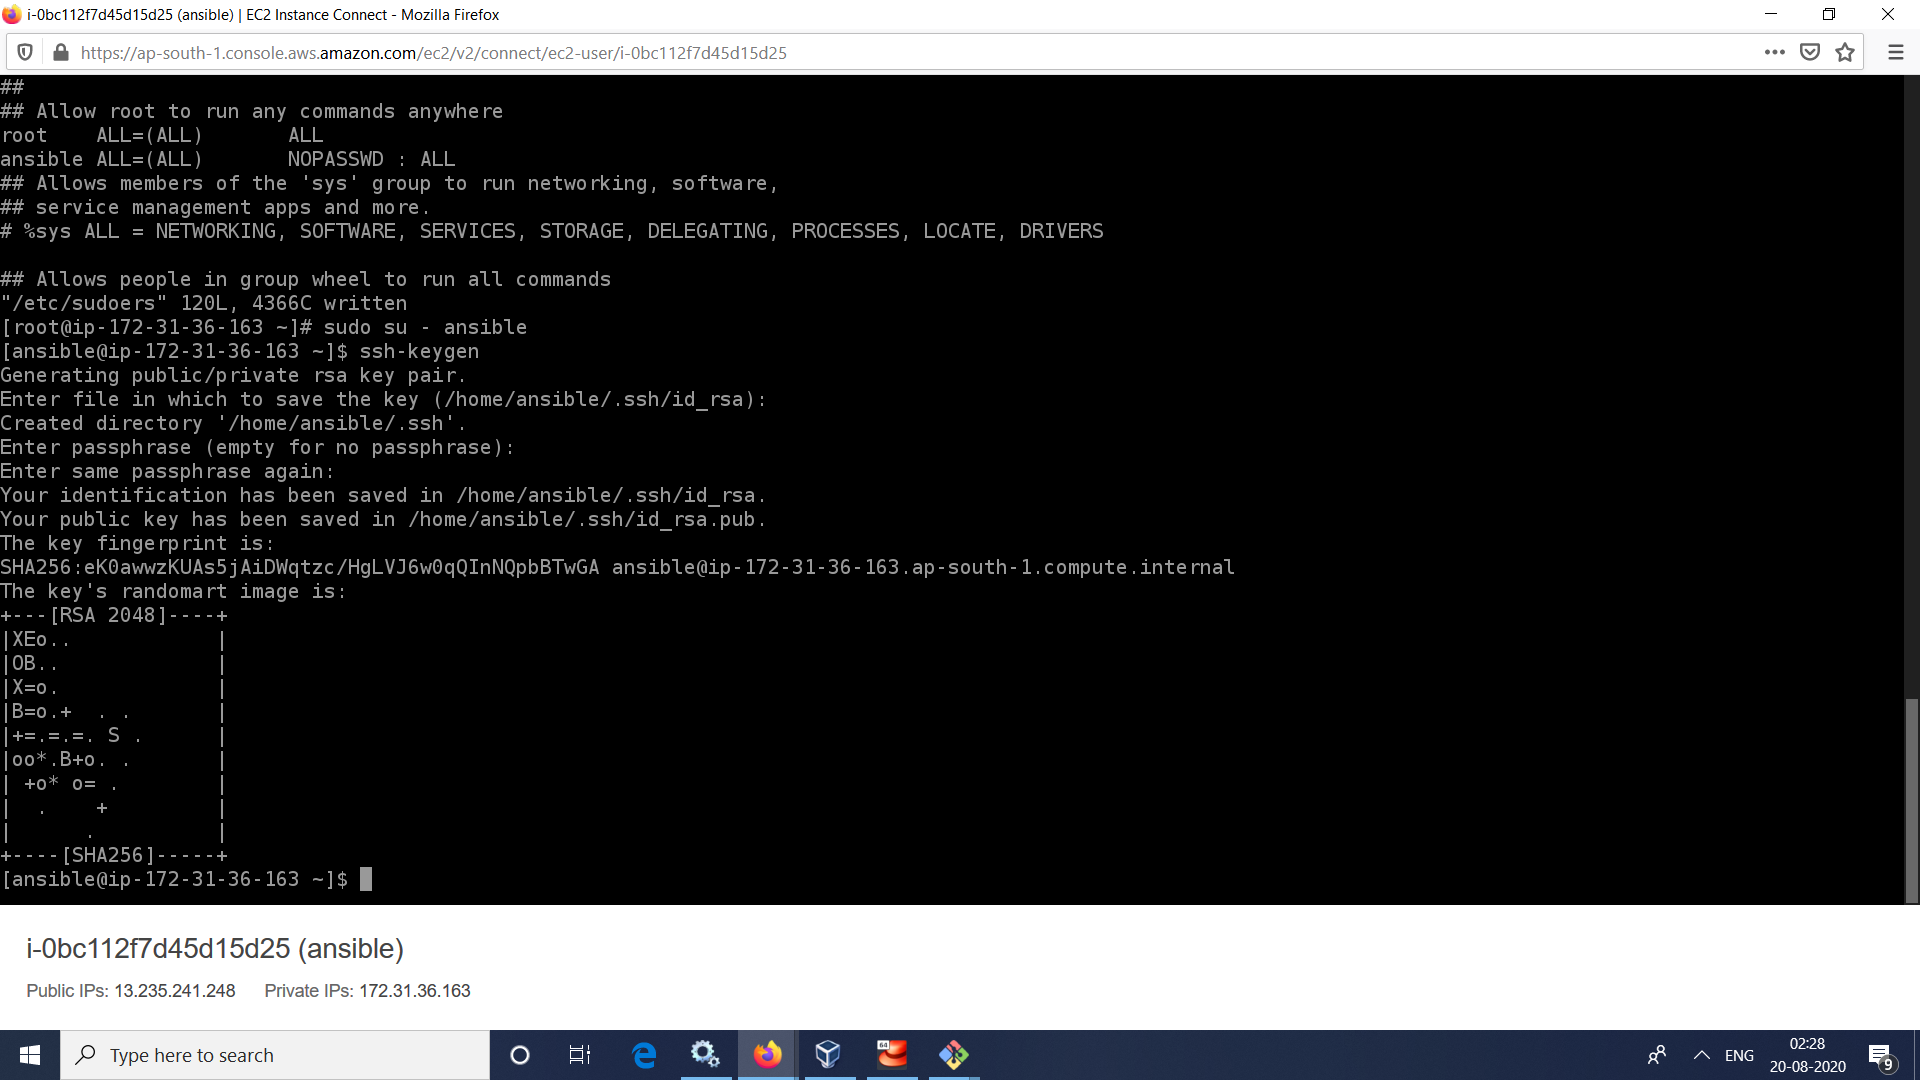 i-0bc112f7d45d15d25 (ansible) | EC2 Instance Connect - Mozilla Firefox
https://ap-south-1.console.aws.amazon.com/ec2/v2/connect/ec2-user/i-0bc112f7d45d15d25
##
## Allow root to run any commands anywhere
root    ALL=(ALL)       ALL
ansible ALL=(ALL)       NOPASSWD : ALL
## Allows members of the 'sys' group to run networking, software,
## service management apps and more.
# %sys ALL = NETWORKING, SOFTWARE, SERVICES, STORAGE, DELEGATING, PROCESSES, LOCATE, DRIVERS
## Allows people in group wheel to run all commands
"/etc/sudoers" 120L, 4366C written
[root@ip-172-31-36-163 ~]# sudo su - ansible
[ansible@ip-172-31-36-163 ~]$ ssh-keygen
Generating public/private rsa key pair.
Enter file in which to save the key (/home/ansible/.ssh/id_rsa):
Created directory '/home/ansible/.ssh'.
Enter passphrase (empty for no passphrase):
Enter same passphrase again:
Your identification has been saved in /home/ansible/.ssh/id_rsa.
Your public key has been saved in /home/ansible/.ssh/id_rsa.pub.
The key fingerprint is:
SHA256:eK0awwzKUAs5jAiDWqtzc/HgLVJ6w0qQInNQpbBTwGA ansible@ip-172-31-36-163.ap-south-1.compute.internal
The key's randomart image is:
+---[RSA 2048]----+
|XEo..            |
|OB..             |
|X=o.             |
|B=o.+  . .       |
|+=.=.=. S .      |
|oo*.B+o. .       |
| +o* o= .        |
|  .    +         |
|      .          |
+----[SHA256]-----+
[ansible@ip-172-31-36-163 ~]$
i-0bc112f7d45d15d25 (ansible)
Public IPs: 13.235.241.248 Private IPs: 172.31.36.163
Type here to search
64
ENG
02:28
20-08-2020
9